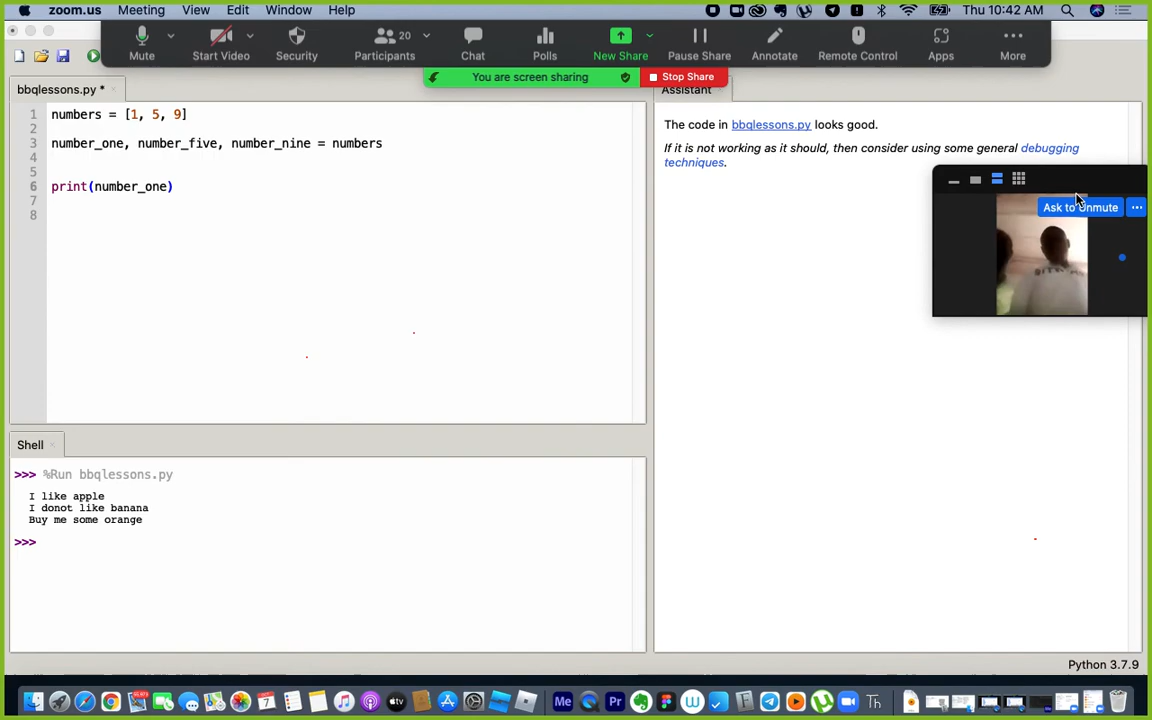 zoom.us Meeting View Edit Window Help Thu 10:42 AM
Mute Start Video Security Participants 20 Chat Polls New Share Pause Share Annotate Remote Control Apps More
You are screen sharing Stop Share
bbqlessons.py *
1 numbers = [1, 5, 9]
2
3 number_one, number_five, number_nine = numbers
4
5
6 print(number_one)
7
8
Assistant
The code in bbqlessons.py looks good.
If it is not working as it should, then consider using some general debugging
techniques.
Ask to Unmute
Shell
>>> %Run bbqlessons.py
I like apple
I donot like banana
Buy me some orange
>>>
Python 3.7.9